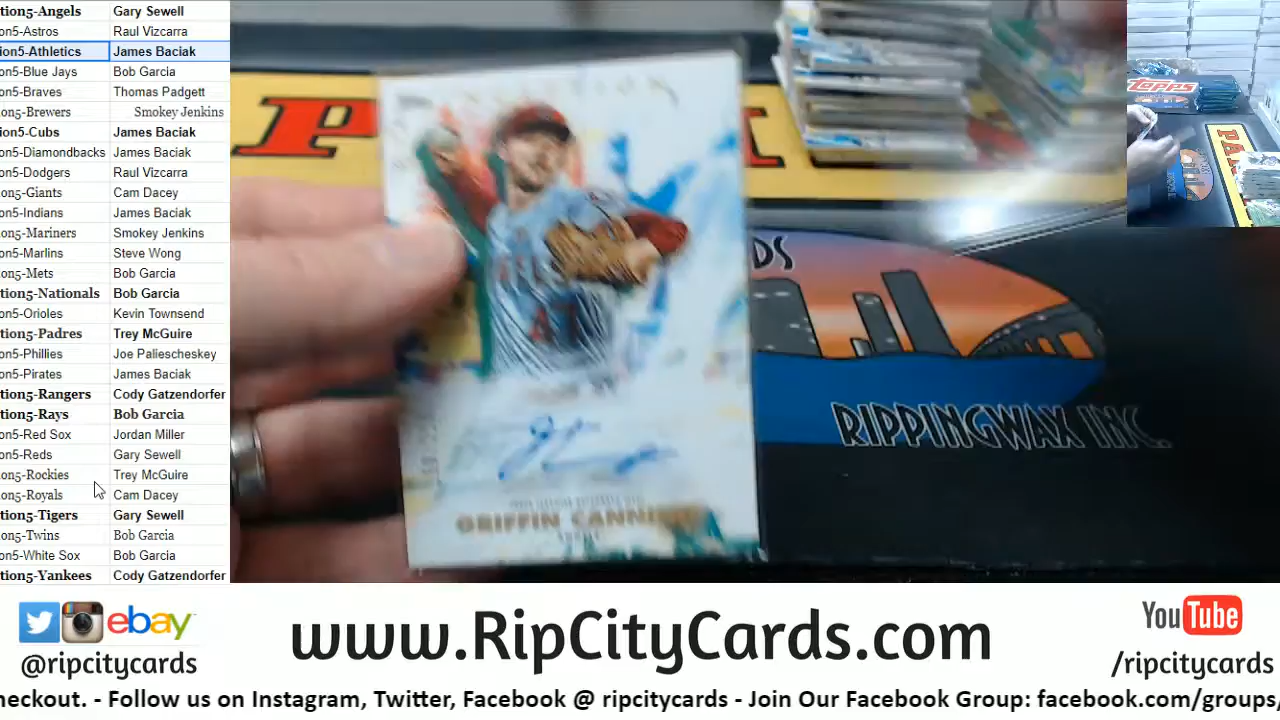 tion5-Angels Gary Sewell
on5-Astros Raul Vizcarra
ion5-Athletics James Baciak
on5-Blue Jays Bob Garcia
on5-Braves Thomas Padgett
on5-Brewers Smokey Jenkins
ion5-Cubs James Baciak
on5-Diamondbacks James Baciak
on5-Dodgers Raul Vizcarra
on5-Giants Cam Dacey
on5-Indians James Baciak
on5-Mariners Smokey Jenkins
on5-Marlins Steve Wong
on5-Mets Bob Garcia
tion5-Nationals Bob Garcia
on5-Orioles Kevin Townsend
tion5-Padres Trey McGuire
on5-Phillies Joe Paliescheskey
on5-Pirates James Baciak
tion5-Rangers Cody Gatzendorfer
tion5-Rays Bob Garcia
on5-Red Sox Jordan Miller
on5-Reds Gary Sewell
on5-Rockies Trey McGuire
on5-Royals Cam Dacey
tion5-Tigers Gary Sewell
on5-Twins Bob Garcia
on5-White Sox Bob Garcia
tion5-Yankees Cody Gatzendorfer
P
DS
RIPPINGWAX INC.
GRIFFIN CANNING
ANGELS
topps
PA
ebay
@ripcitycards
www.RipCityCards.com
YouTube
/ripcitycards
heckout. - Follow us on Instagram, Twitter, Facebook @ ripcitycards - Join Our Facebook Group: facebook.com/groups/